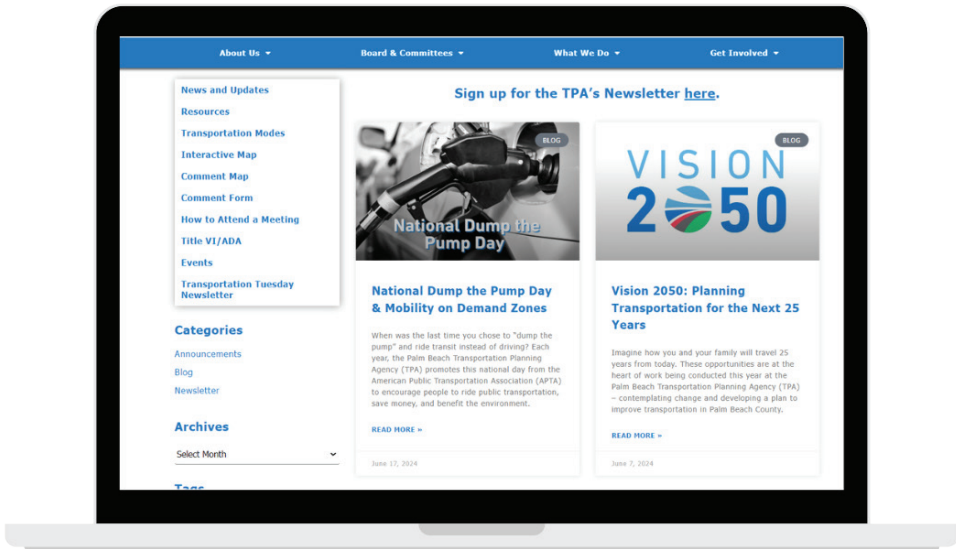 About Us
Board & Committees
What We Do
Get Involved
News and Updates
Resources
Transportation Modes
Interactive Map
Comment Map
Comment Form
How to Attend a Meeting
Title VI/ADA
Events
Transportation Tuesday
Newsletter
Categories
Announcements
Blog
Newsletter
Archives
Select Month
Tags
Sign up for the TPA's Newsletter here.
BLOG
National Dump the
Pump Day
National Dump the Pump Day
& Mobility on Demand Zones
When was the last time you chose to "dump the
pump" and ride transit instead of driving? Each
year, the Palm Beach Transportation Planning
Agency (TPA) promotes this national day from the
American Public Transportation Association (APTA)
to encourage people to ride public transportation,
save money, and benefit the environment.
READ MORE »
June 17, 2024
BLOG
VISION
2050
Vision 2050: Planning
Transportation for the Next 25
Years
Imagine how you and your family will travel 25
years from today. These opportunities are at the
heart of work being conducted this year at the
Palm Beach Transportation Planning Agency (TPA)
– contemplating change and developing a plan to
improve transportation in Palm Beach County.
READ MORE »
June 7, 2024